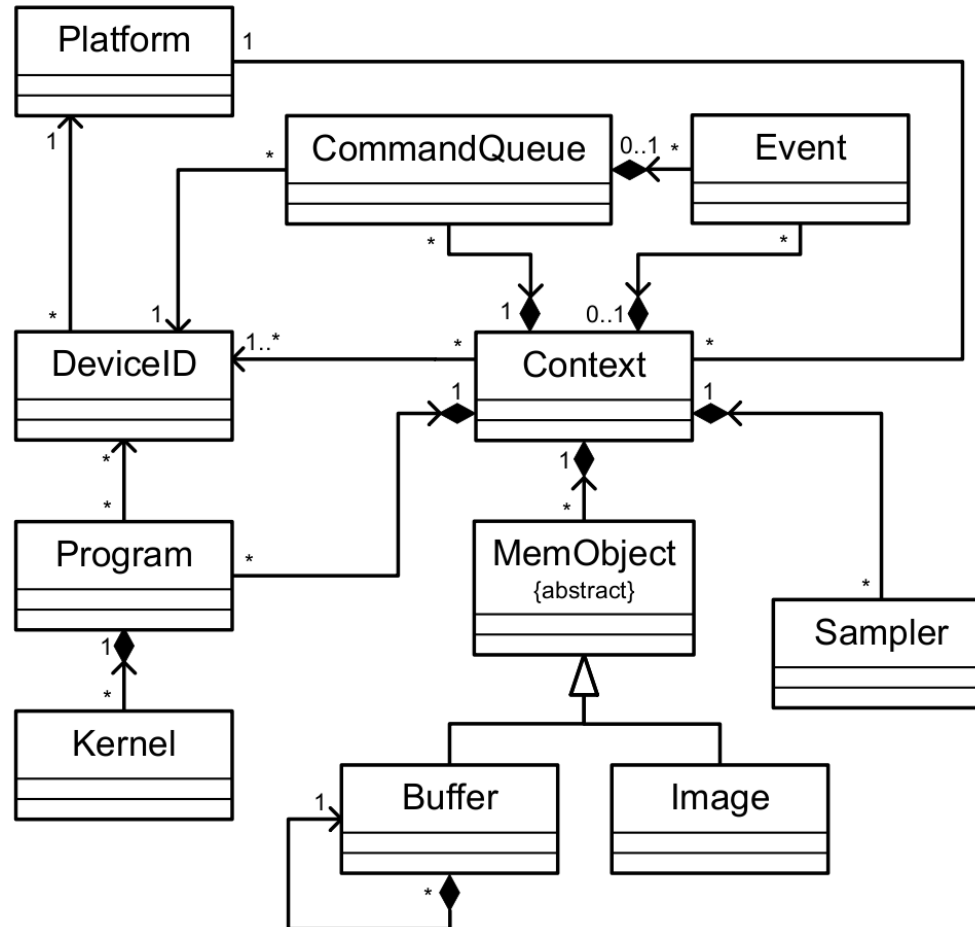 Platform
1
1
CommandQueue
0..1
*
Event
*
*
*
1
1
0..1
*
DeviceID
1..*
*
Context
*
1
1
*
1
*
Program
*
*
MemObject
{abstract}
*
Sampler
1
*
Kernel
1
Buffer
Image
*